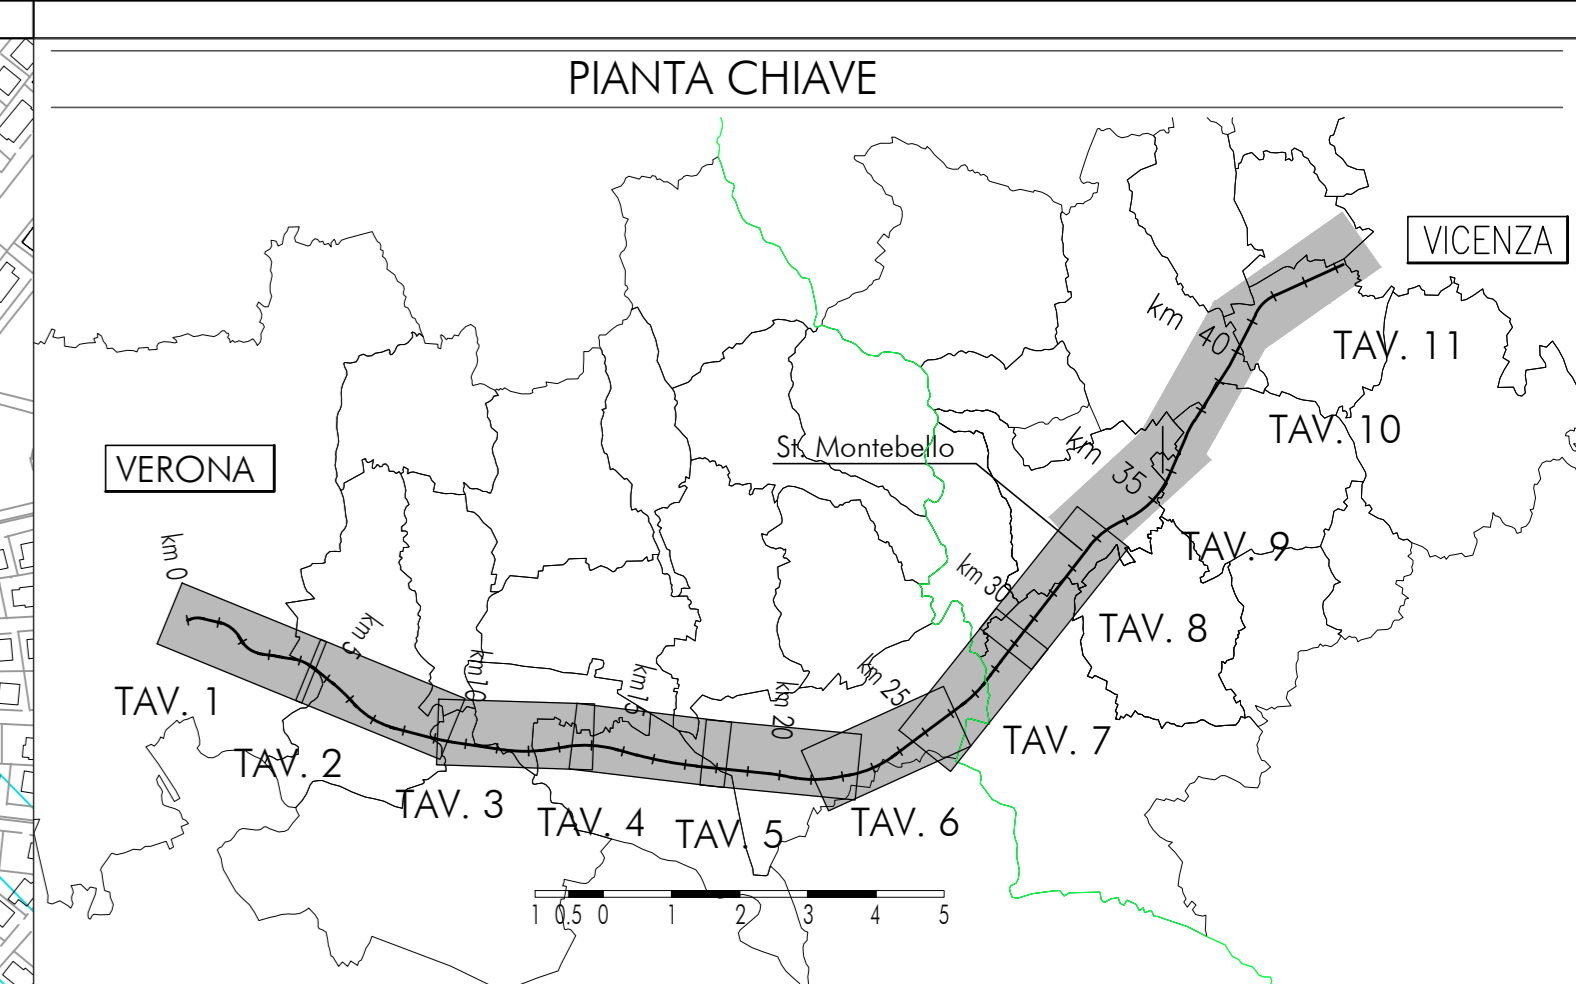 PIANTA CHIAVE
VICENZA
km 40
TAV. 11
TAV. 10
km 35
St. Montebello
VERONA
km 0
TAV. 9
km 30
TAV. 8
km 5
km 10
km 15
km 20
km 25
TAV. 1
TAV. 2
TAV. 3
TAV. 4
TAV. 5
TAV. 6
TAV. 7
1 0.5 0 1 2 3 4 5